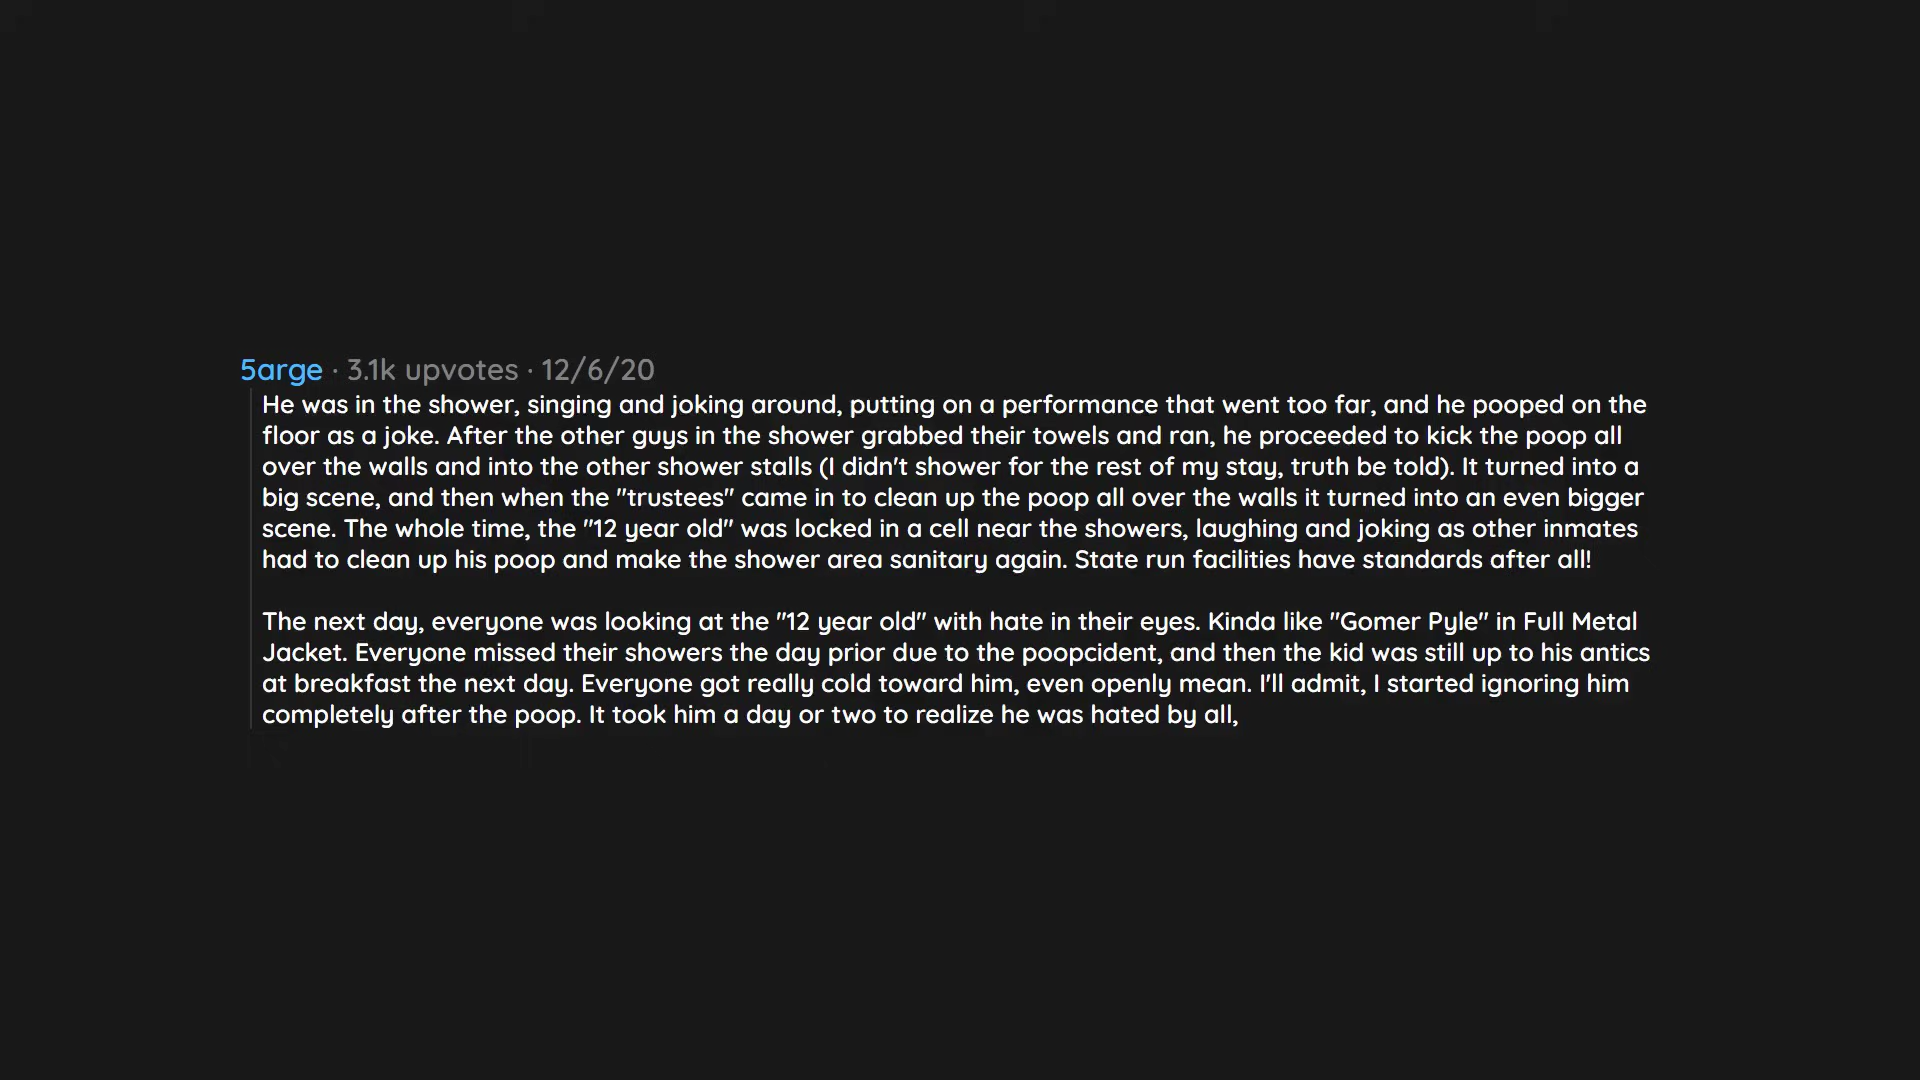 5arge · 3.1k upvotes · 12/6/20
He was in the shower, singing and joking around, putting on a performance that went too far, and he pooped on the
floor as a joke. After the other guys in the shower grabbed their towels and ran, he proceeded to kick the poop all
over the walls and into the other shower stalls (I didn't shower for the rest of my stay, truth be told). It turned into a
big scene, and then when the "trustees" came in to clean up the poop all over the walls it turned into an even bigger
scene. The whole time, the "12 year old" was locked in a cell near the showers, laughing and joking as other inmates
had to clean up his poop and make the shower area sanitary again. State run facilities have standards after all!
The next day, everyone was looking at the "12 year old" with hate in their eyes. Kinda like "Gomer Pyle" in Full Metal
Jacket. Everyone missed their showers the day prior due to the poopcident, and then the kid was still up to his antics
at breakfast the next day. Everyone got really cold toward him, even openly mean. I'll admit, I started ignoring him
completely after the poop. It took him a day or two to realize he was hated by all,